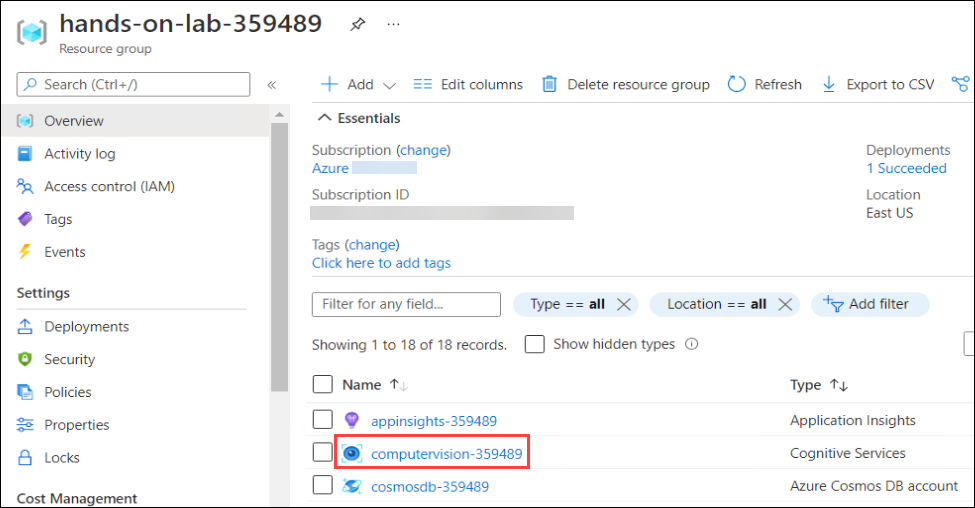 hands-on-lab-359489
Resource group
Search (Ctrl+/)
Overview
Activity log
Access control (IAM)
Tags
Events
Settings
Deployments
Security
Policies
Properties
Locks
Cost Management
Add Edit columns Delete resource group Refresh Export to CSV
Essentials
Subscription (change) Deployments
Azure 1 Succeeded
Subscription ID Location
East US
Tags (change)
Click here to add tags
Filter for any field... Type == all Location == all Add filter
Showing 1 to 18 of 18 records. Show hidden types
Name Type
appinsights-359489 Application Insights
computervision-359489 Cognitive Services
cosmosdb-359489 Azure Cosmos DB account